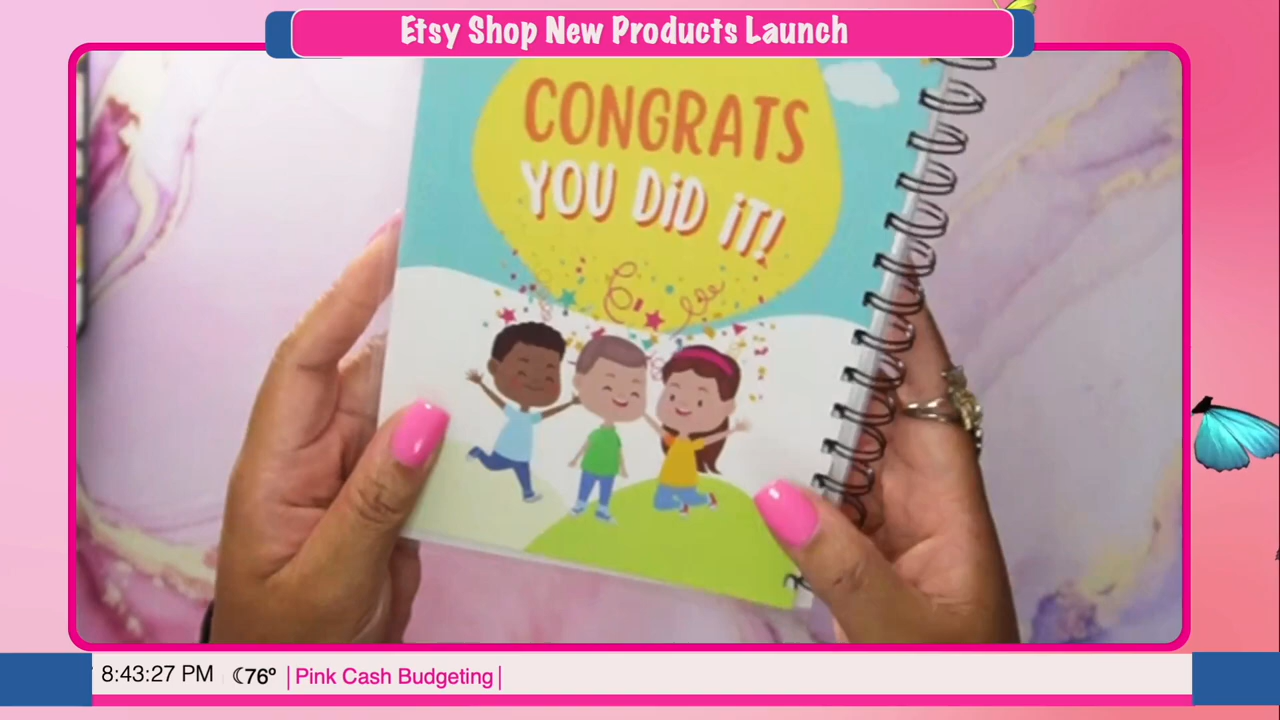 Etsy Shop New Products Launch
CONGRATS
YOU DiD iT!
8:43:27 PM
76°
|Pink Cash Budgeting|